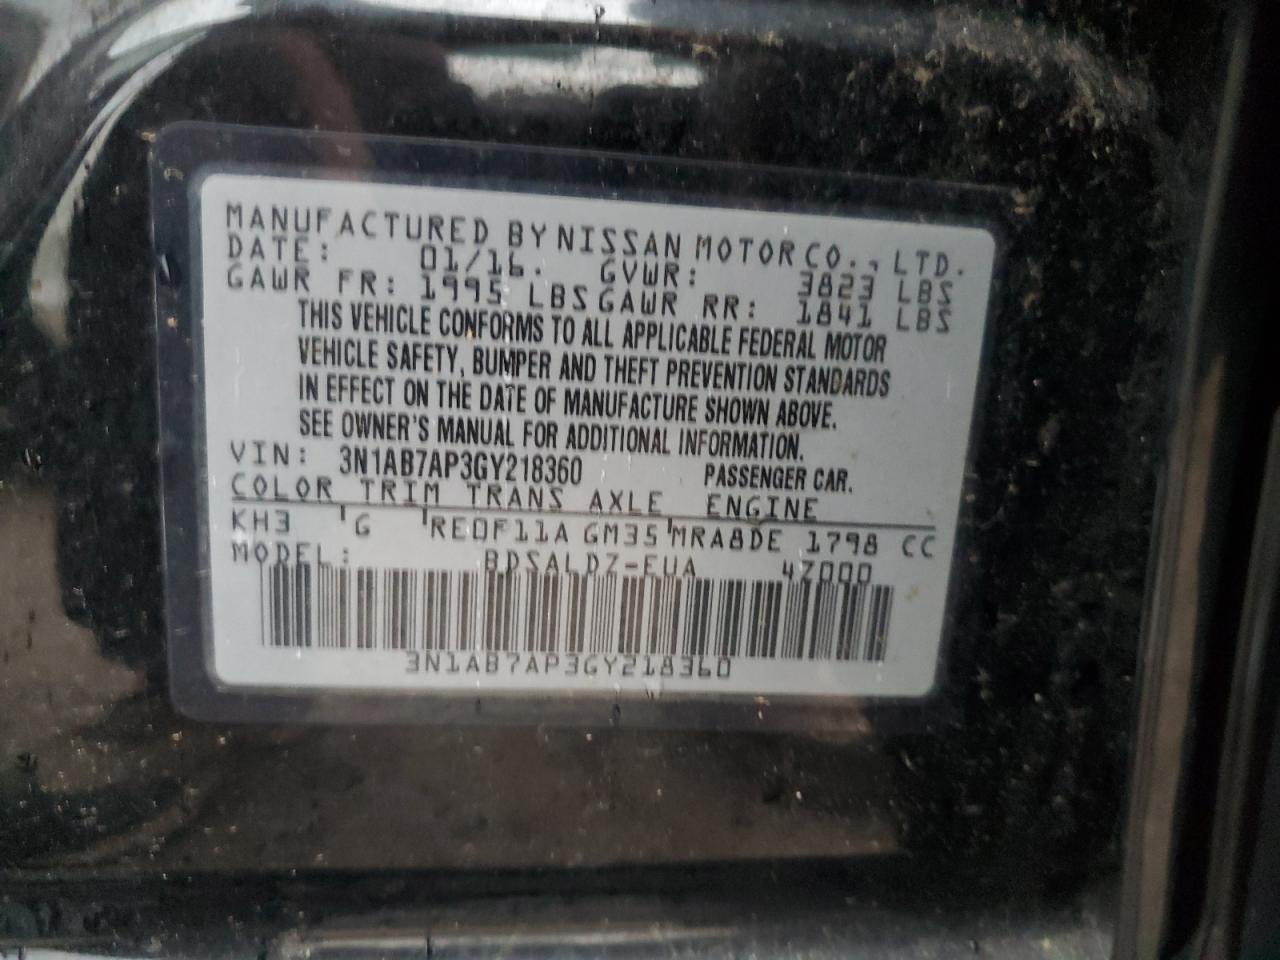 MANUFACTURED BY NISSAN MOTOR CO., LTD.
DATE: 01/16. GVWR: 3823 LBS
GAWR FR: 1995 LBS GAWR RR: 1841 LBS
THIS VEHICLE CONFORMS TO ALL APPLICABLE FEDERAL MOTOR
VEHICLE SAFETY, BUMPER AND THEFT PREVENTION STANDARDS
IN EFFECT ON THE DATE OF MANUFACTURE SHOWN ABOVE.
SEE OWNER'S MANUAL FOR ADDITIONAL INFORMATION.
VIN: 3N1AB7AP3GY218360 PASSENGER CAR.
COLOR TRIM TRANS AXLE ENGINE
KH3 G RE0F11A GM35 MRA8DE 1798 CC
MODEL: BDSALDZ-EUA 4Z000
3N1AB7AP3GY218360